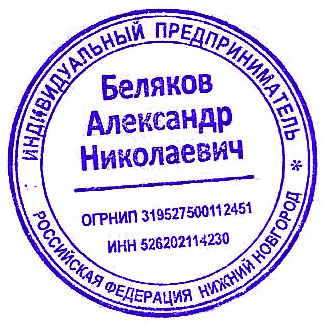 ИНДИВИДУАЛЬНЫЙ ПРЕДПРИНИМАТЕЛЬ *
Беляков
Александр
Николаевич
ОГРНИП 319527500112451
ИНН 526202114230
РОССИЙСКАЯ ФЕДЕРАЦИЯ НИЖНИЙ НОВГОРОД